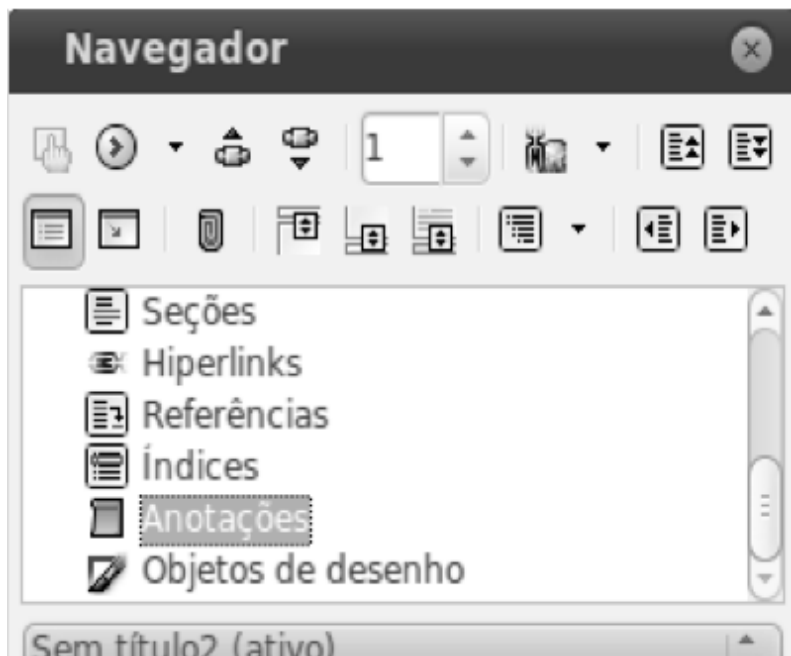 Navegador
1
Seções
Hiperlinks
Referências
Índices
Anotações
Objetos de desenho
Sem título2 (ativo)